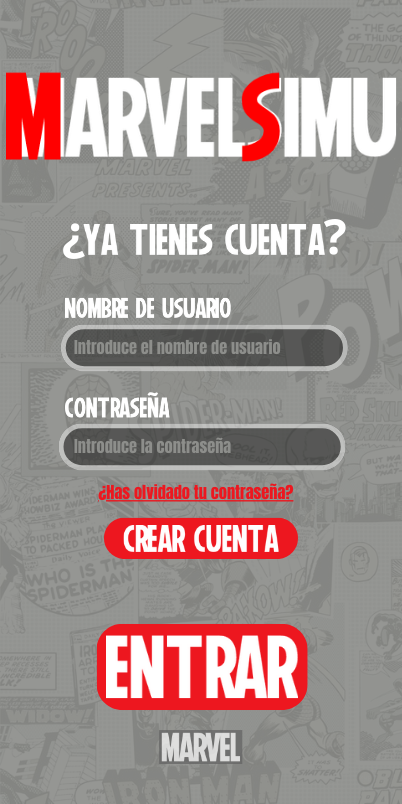 MARVELSIMU
¿YA TIENES CUENTA?
NOMBRE DE USUARIO
Introduce el nombre de usuario
CONTRASEÑA
Introduce la contraseña
¿Has olvidado tu contraseña?
CREAR CUENTA
ENTRAR
MARVEL